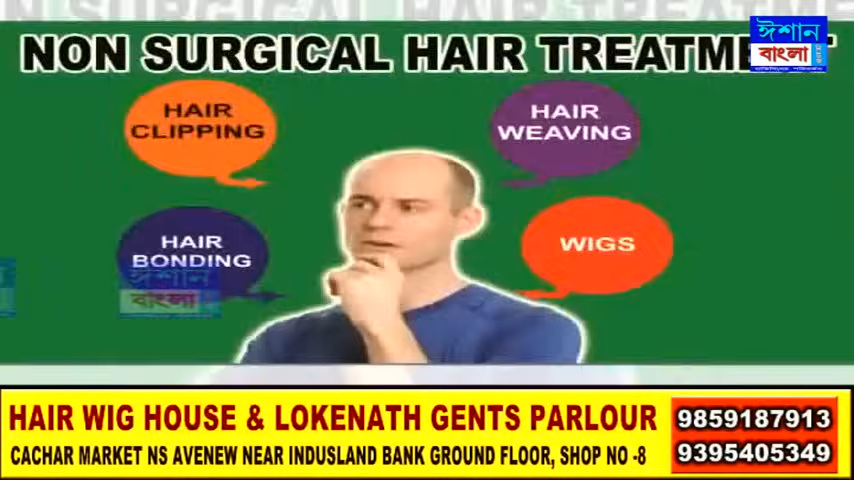 NON SURGICAL HAIR TREATM
ঈশান
বাংলা
HAIR
CLIPPING
HAIR
WEAVING
HAIR
BONDING
WIGS
ঈশান
বাংলা
HAIR WIG HOUSE & LOKENATH GENTS PARLOUR
9859187913
CACHAR MARKET NS AVENEW NEAR INDUSLAND BANK GROUND FLOOR, SHOP NO -8
9395405349